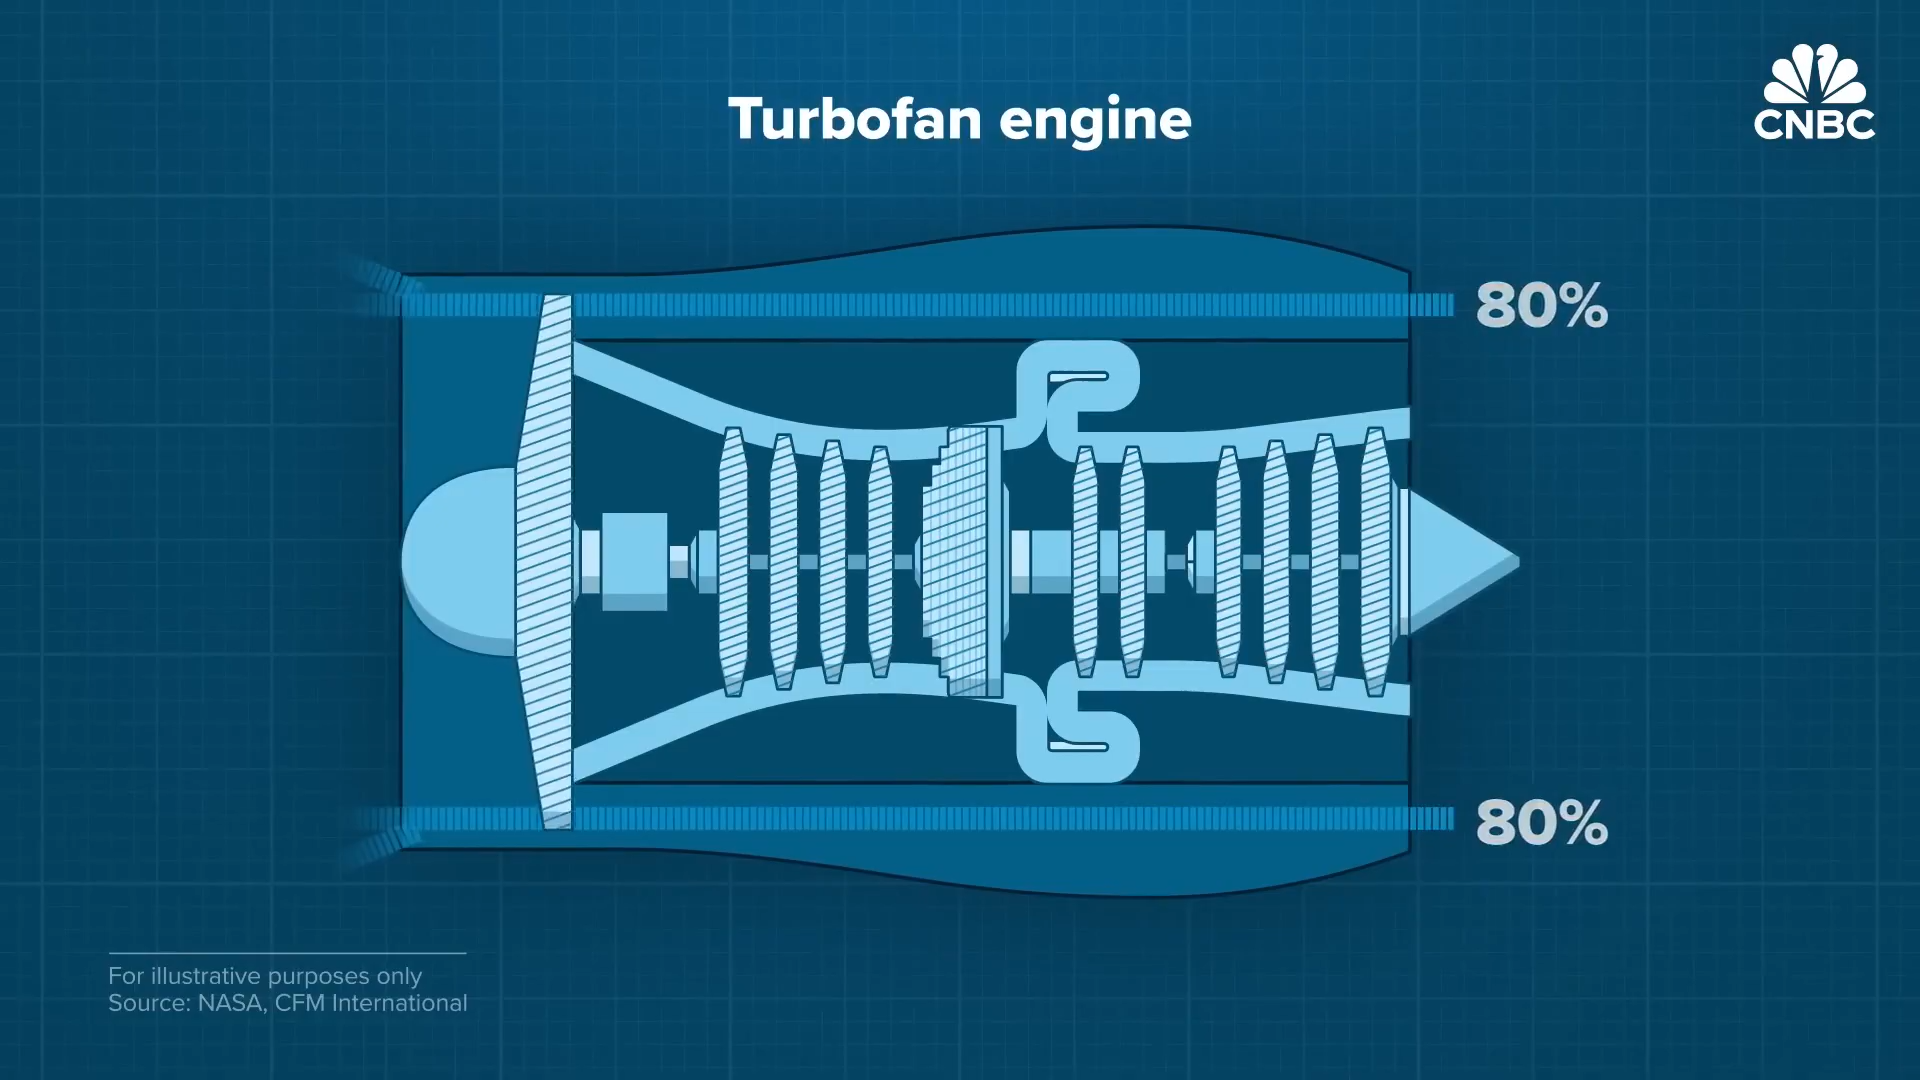 Turbofan engine
CNBC
80%
80%
For illustrative purposes only
Source: NASA, CFM International